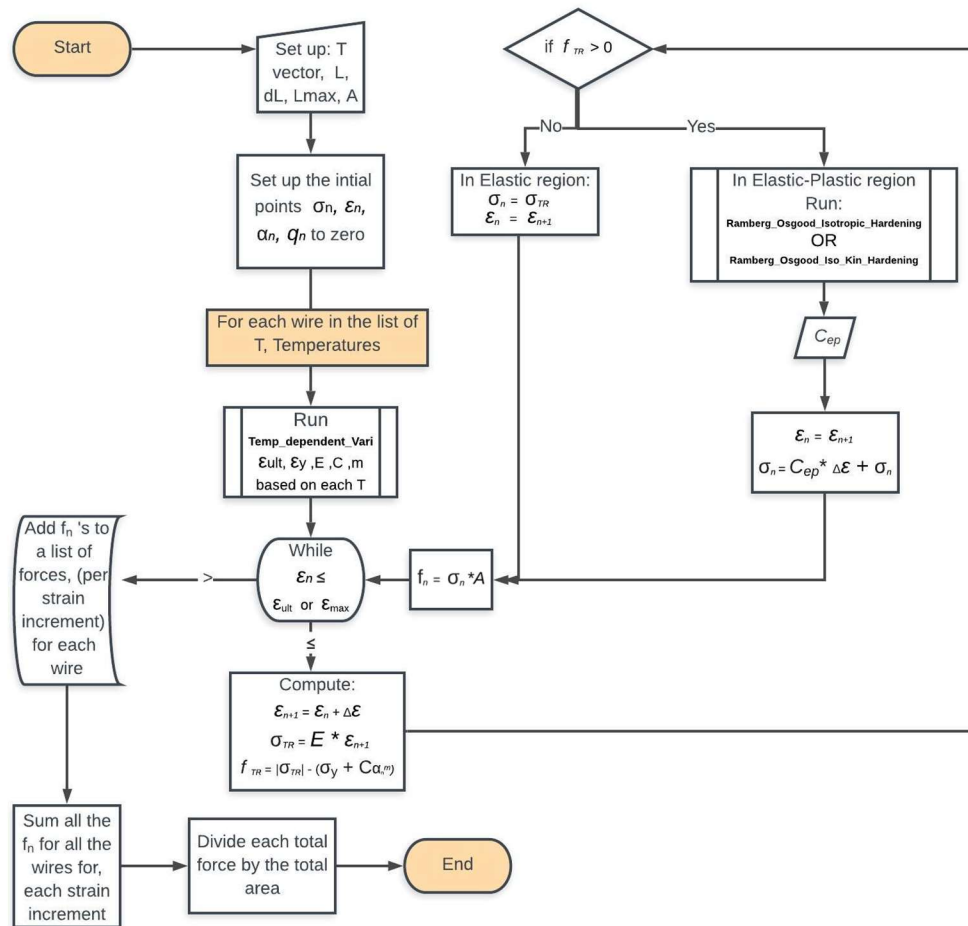 Start
Set up: T
vector, L,
dL, Lmax, A
Set up the intial
points σn, εn,
αn, qn to zero
For each wire in the list of
T, Temperatures
Run
Temp_dependent_Vari
εult, εy ,E ,C ,m
based on each T
While
εn ≤
εult or εmax
>
≤
Add fn 's to
a list of
forces, (per
strain
increment)
for each
wire
Compute:
εn+1 = εn + Δε
σTR = E * εn+1
f TR = |σTR| - (σy + Cαn^m)
if f TR > 0
No
Yes
In Elastic region:
σn = σTR
εn = εn+1
In Elastic-Plastic region
Run:
Ramberg_Osgood_Isotropic_Hardening
OR
Ramberg_Osgood_Iso_Kin_Hardening
Cep
εn = εn+1
σn = Cep* Δε + σn
fn = σn *A
Sum all the
fn for all the
wires for,
each strain
increment
Divide each total
force by the total
area
End